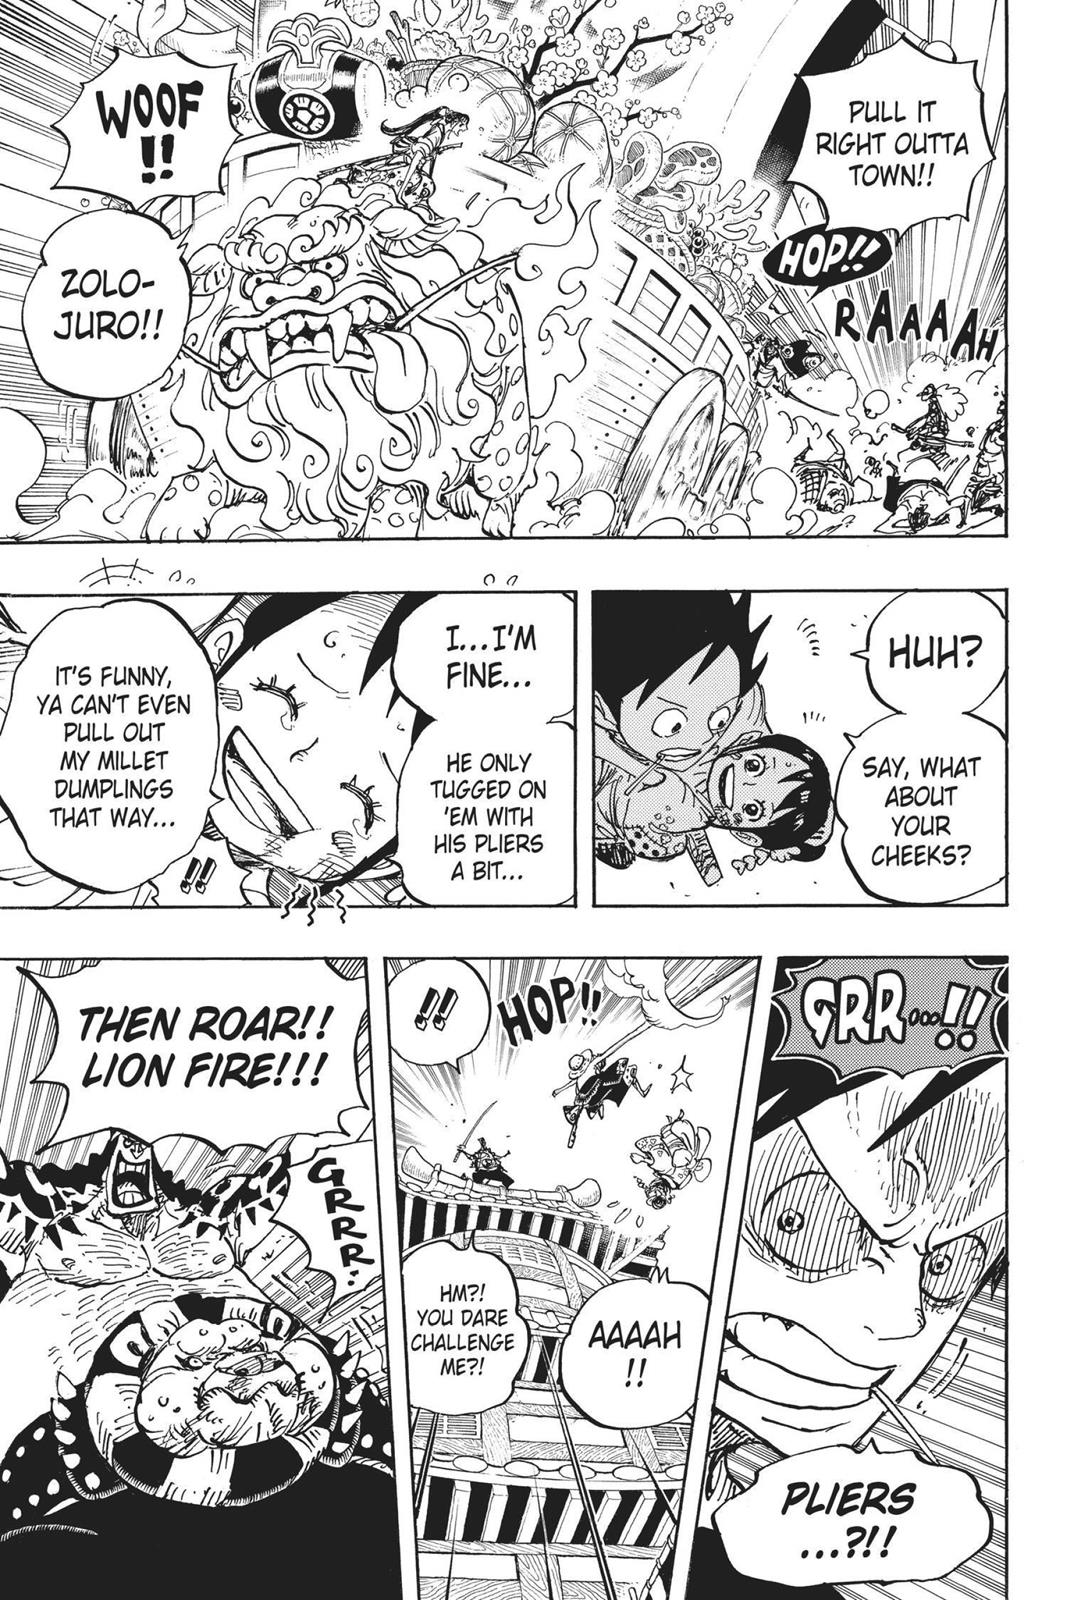 PULL IT
RIGHT OUTTA
TOWN!!
HOP!!
RAAAAH
WOOF
!!
ZOLO-
JURO!!
HUH?
SAY, WHAT
ABOUT
YOUR
CHEEKS?
I...I'M
FINE...
HE ONLY
TUGGED ON
'EM WITH
HIS PLIERS
A BIT...
IT'S FUNNY,
YA CAN'T EVEN
PULL OUT
MY MILLET
DUMPLINGS
THAT WAY...
!!
GRR...!!
PLIERS
...?!!
!!
HOP!!
AAAAH
!!
HM?!
YOU DARE
CHALLENGE
ME?!
THEN ROAR!!
LION FIRE!!!
GRRR..